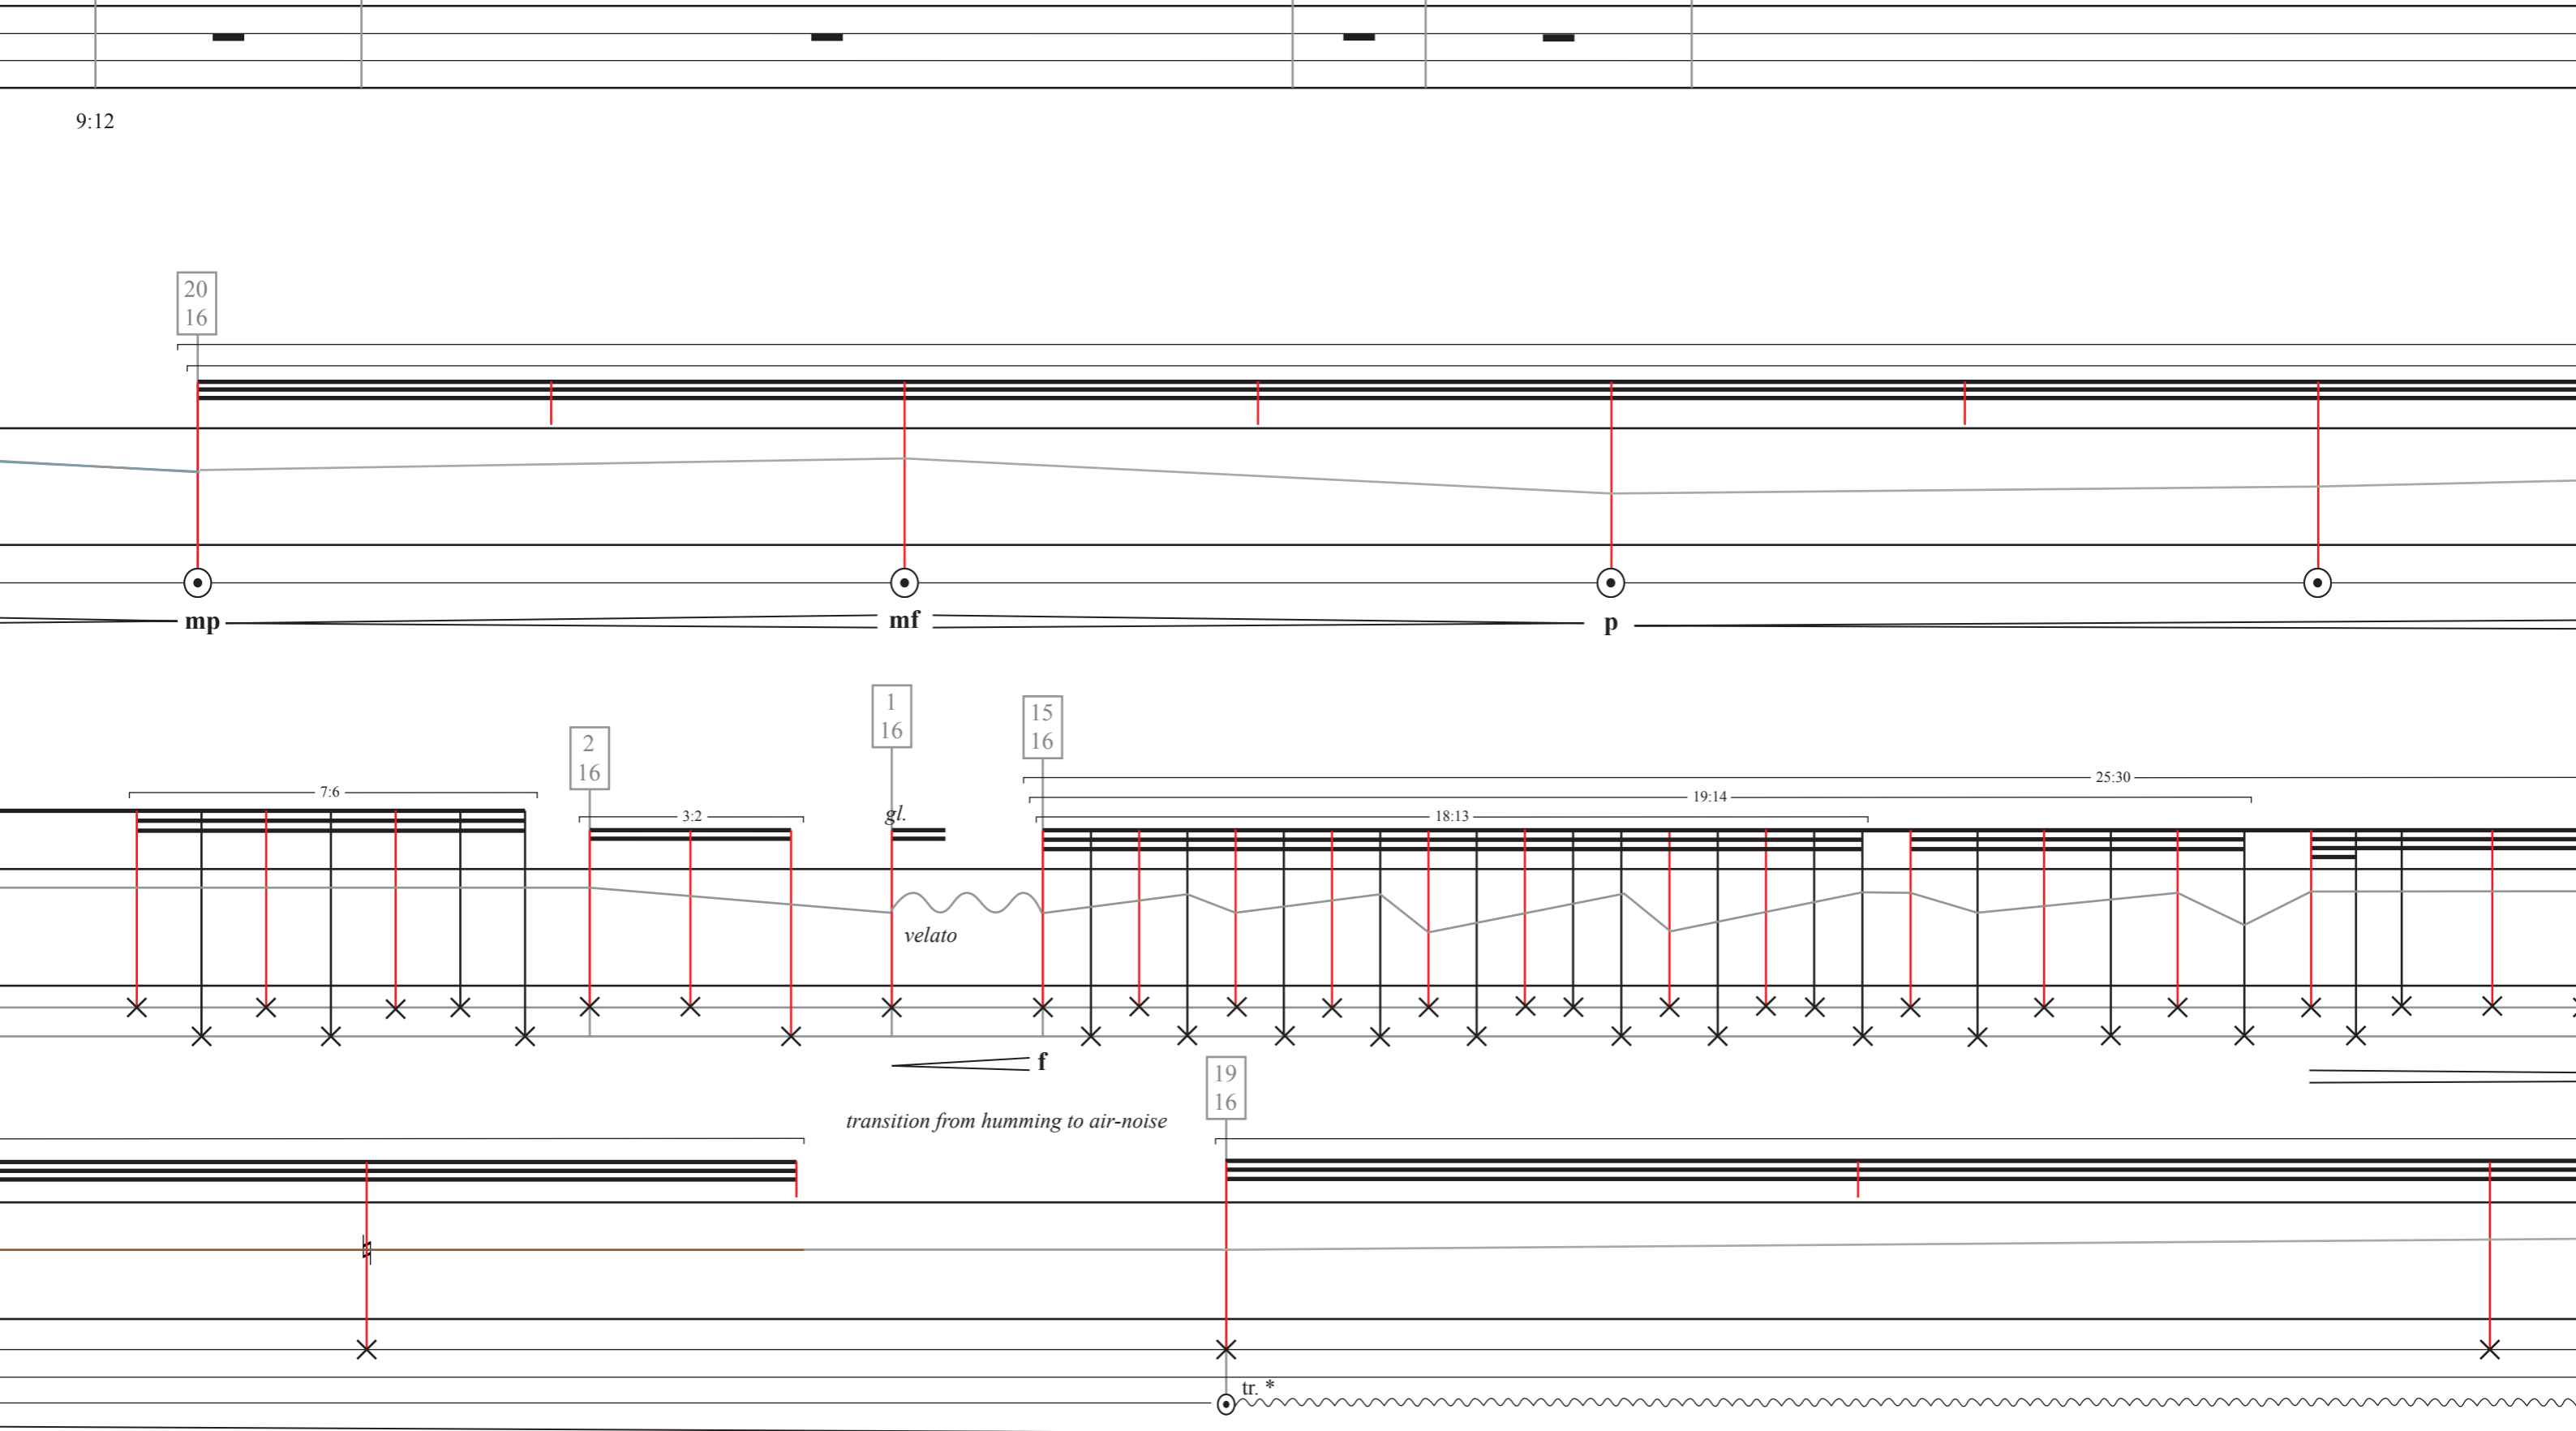 9:12
20
16
mp
mf
p
1
16
15
16
2
16
25:30
7:6
19:14
3:2
gl.
18:13
velato
f
19
16
transition from humming to air-noise
tr. *